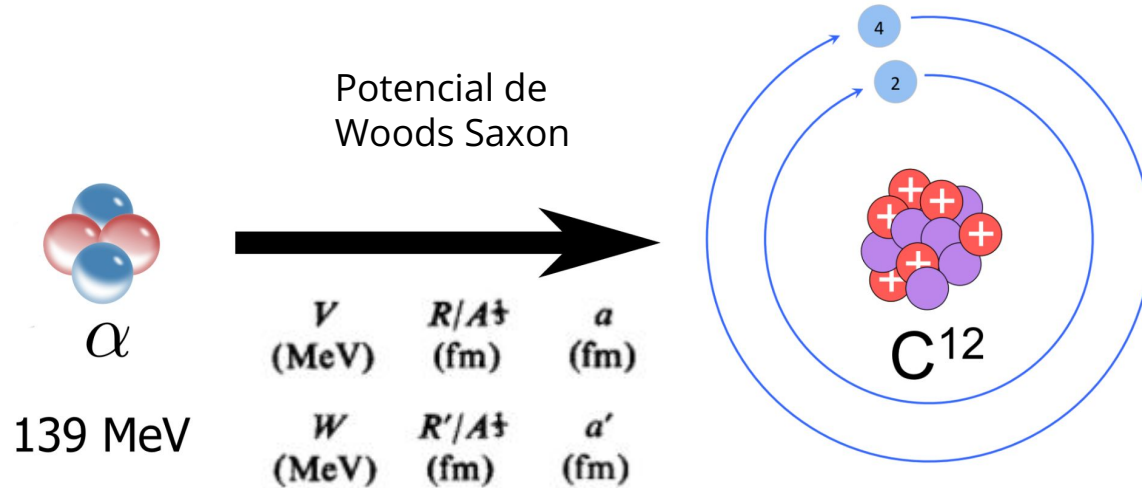 4
2
Potencial de
Woods Saxon
+ + + + + +
α
139 MeV
V R/A⅓ a
(MeV) (fm) (fm)
W R′/A⅓ a′
(MeV) (fm) (fm)
C¹²